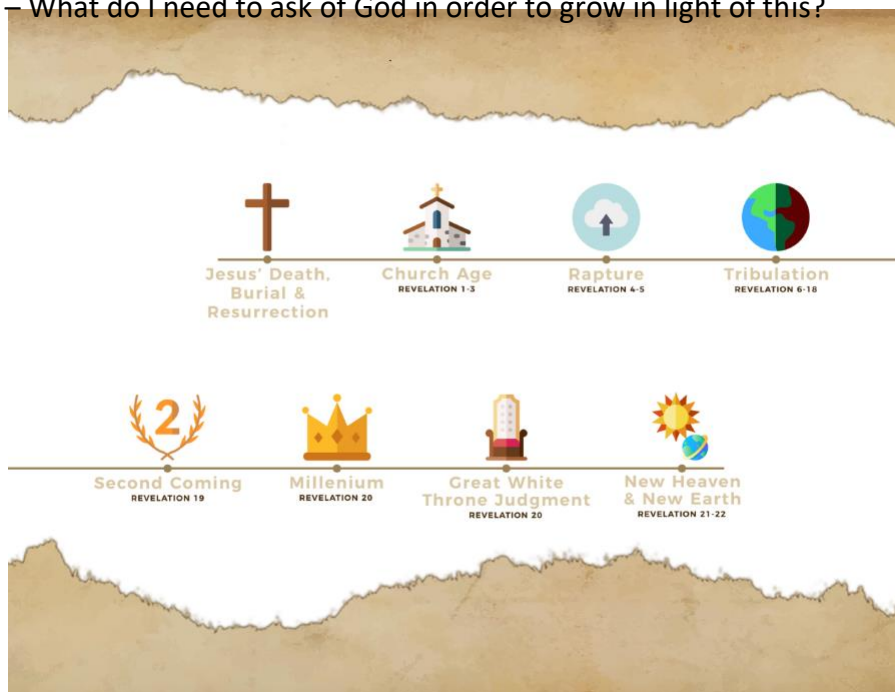 – What do I need to ask of God in order to grow in light of this?
Jesus' Death,
Burial &
Resurrection
Church Age
REVELATION 1-3
Rapture
REVELATION 4-5
Tribulation
REVELATION 6-18
2
Second Coming
REVELATION 19
Millenium
REVELATION 20
Great White
Throne Judgment
REVELATION 20
New Heaven
& New Earth
REVELATION 21-22